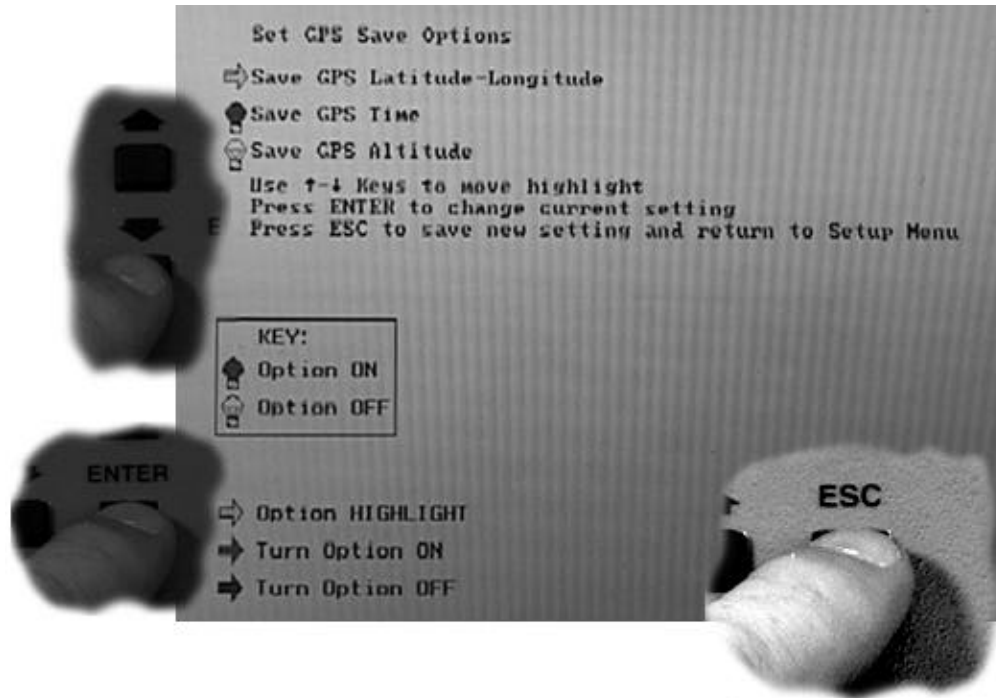 Set GPS Save Options
Save GPS Latitude-Longitude
Save GPS Time
Save GPS Altitude
Use ↑-↓ Keys to move highlight
Press ENTER to change current setting
Press ESC to save new setting and return to Setup Menu
KEY:
Option ON
Option OFF
ENTER
ESC
Option HIGHLIGHT
Turn Option ON
Turn Option OFF